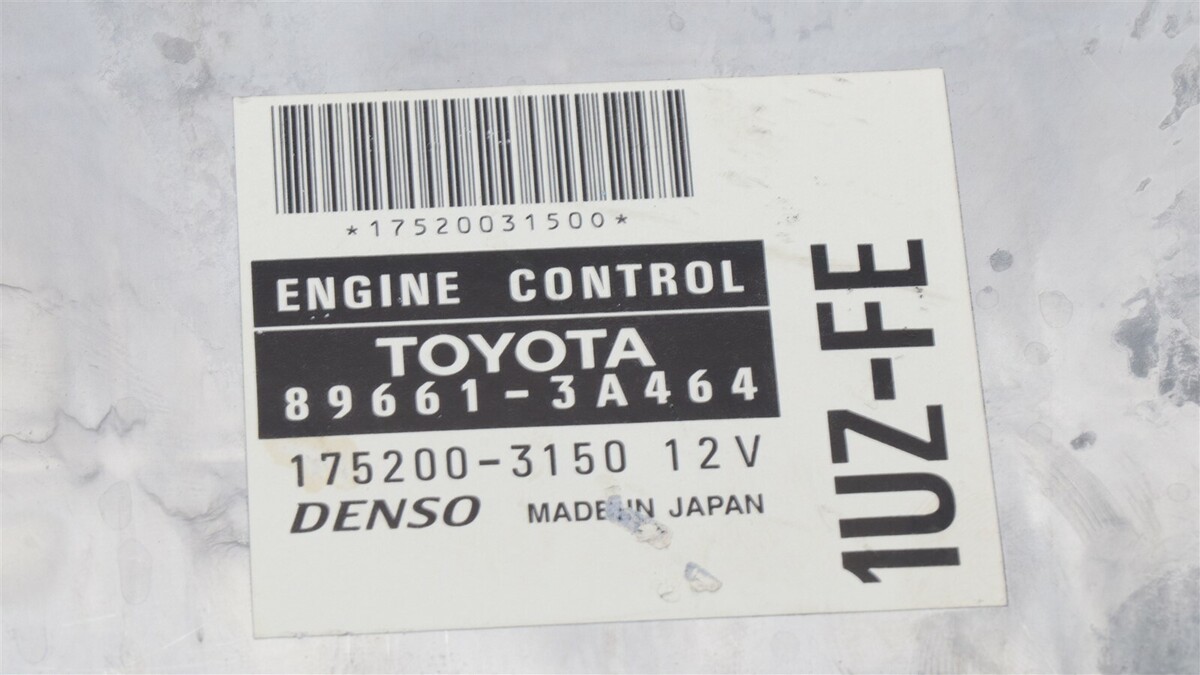 *17520031500*
ENGINE CONTROL
TOYOTA
89661-3A464
175200-3150 12V
DENSO MADE IN JAPAN
1UZ-FE